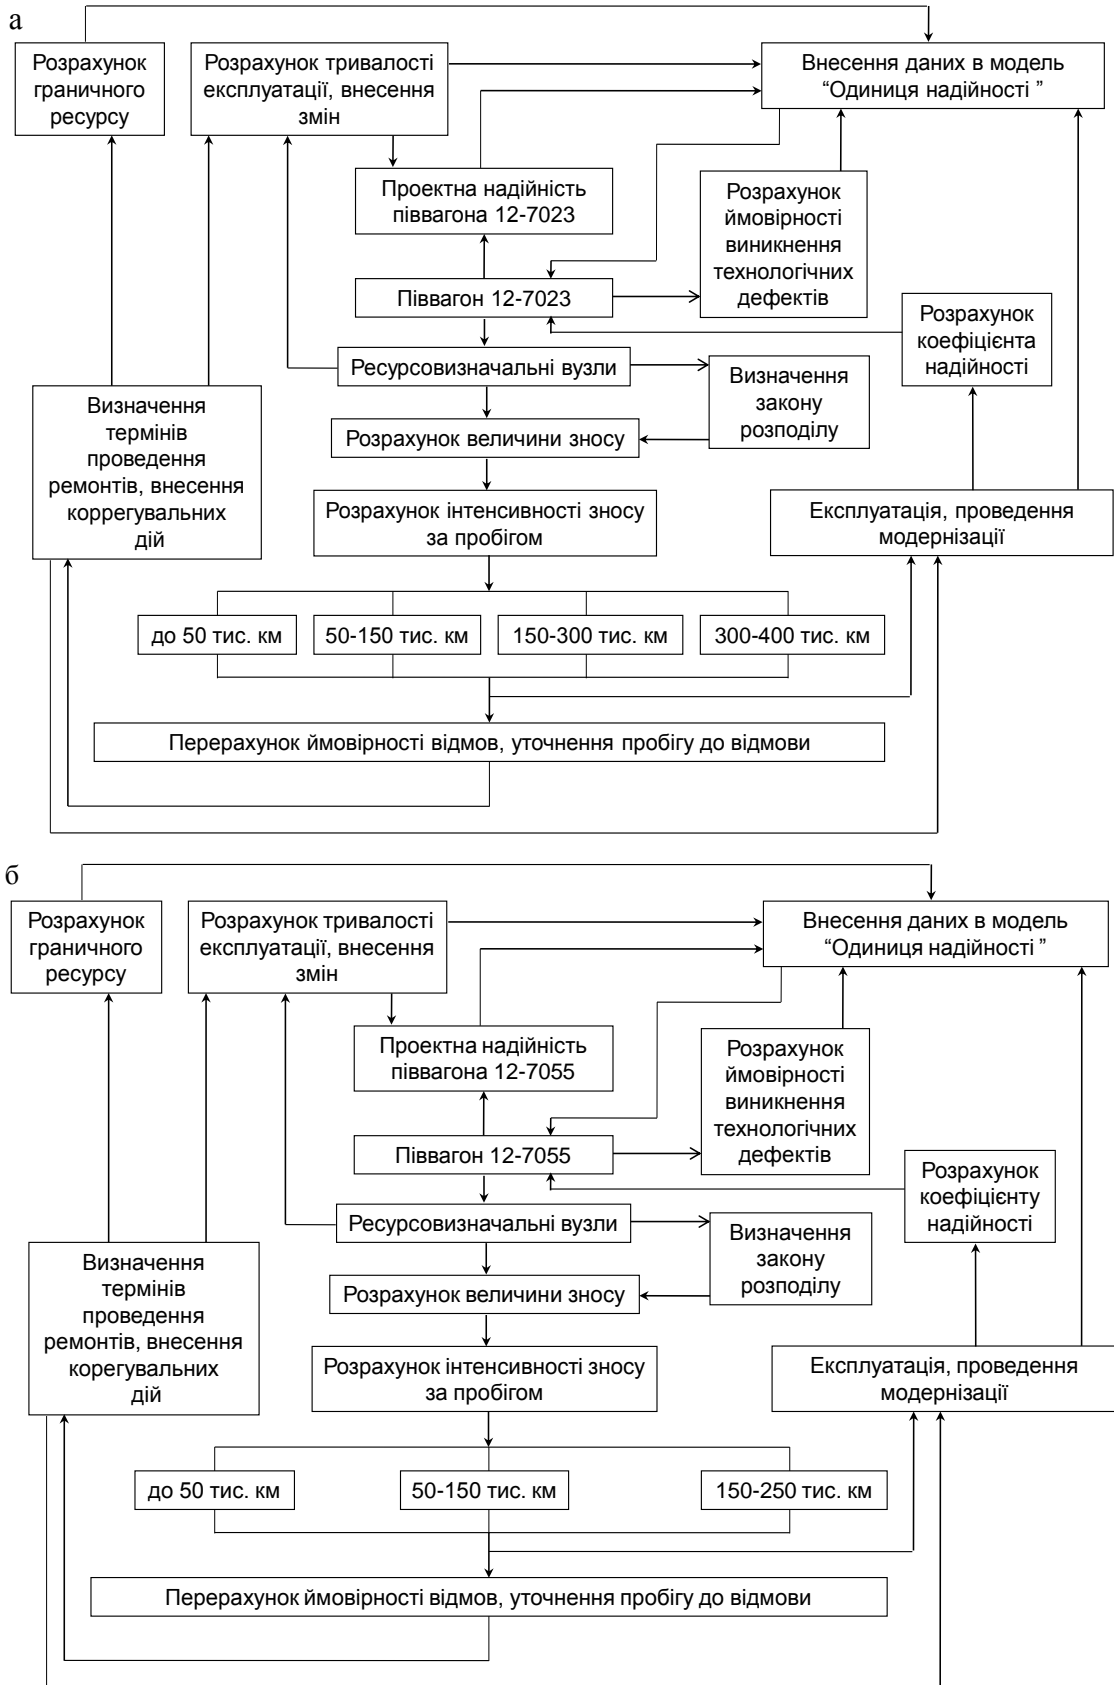 а
Розрахунок
граничного
ресурсу
Розрахунок тривалості
експлуатації, внесення
змін
Внесення даних в модель
“Одиниця надійності ”
Проектна надійність
піввагона 12-7023
Розрахунок
ймовірності
виникнення
технологічних
дефектів
Піввагон 12-7023
Розрахунок
коефіцієнта
надійності
Ресурсовизначальні вузли
Визначення
закону
розподілу
Визначення
термінів
проведення
ремонтів, внесення
коррегувальних
дій
Розрахунок величини зносу
Розрахунок інтенсивності зносу
за пробігом
Експлуатація, проведення
модернізації
до 50 тис. км
50-150 тис. км
150-300 тис. км
300-400 тис. км
Перерахунок ймовірності відмов, уточнення пробігу до відмови
б
Розрахунок
граничного
ресурсу
Розрахунок тривалості
експлуатації, внесення
змін
Внесення даних в модель
“Одиниця надійності ”
Проектна надійність
піввагона 12-7055
Розрахунок
ймовірності
виникнення
технологічних
дефектів
Піввагон 12-7055
Розрахунок
коефіцієнту
надійності
Ресурсовизначальні вузли
Визначення
закону
розподілу
Визначення
термінів
проведення
ремонтів, внесення
корегувальних
дій
Розрахунок величини зносу
Розрахунок інтенсивності зносу
за пробігом
Експлуатація, проведення
модернізації
до 50 тис. км
50-150 тис. км
150-250 тис. км
Перерахунок ймовірності відмов, уточнення пробігу до відмови